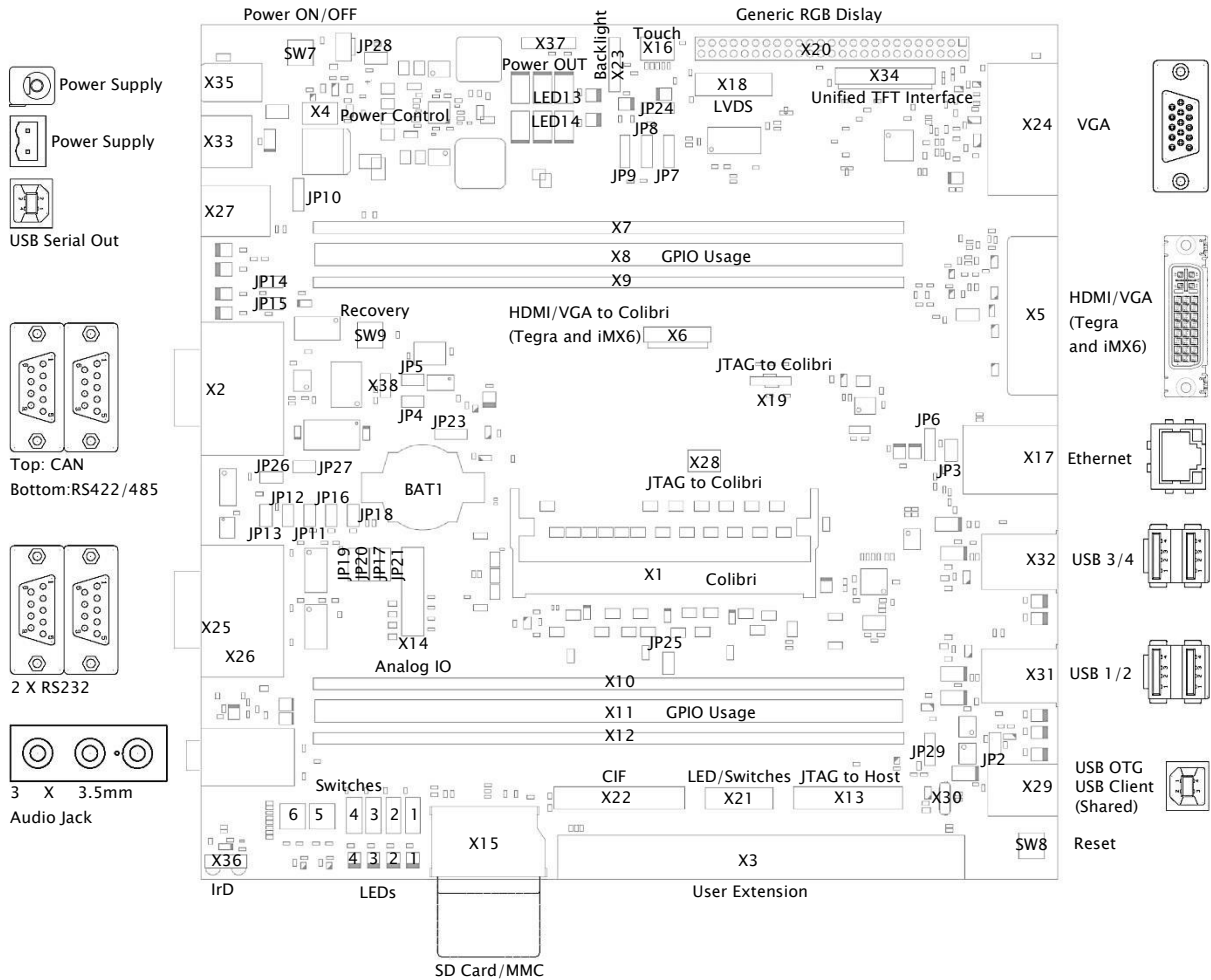 Power ON/OFF
Generic RGB Dislay
SW7
JP28
X37
Backlight
X23
Touch
X16
X20
X35
Power Supply
Power OUT
X18
X34
LED13
JP24
LVDS
Unified TFT Interface
X4
Power Control
LED14
JP8
X33
Power Supply
X24
VGA
JP9
JP7
JP10
X27
USB Serial Out
X7
X8
GPIO Usage
X9
JP14
JP15
Recovery
SW9
HDMI/VGA to Colibri
(Tegra and iMX6)
X6
X5
HDMI/VGA
(Tegra
and iMX6)
JTAG to Colibri
X19
X2
JP5
X38
JP4
JP23
JP6
JP3
X17
Ethernet
Top: CAN
Bottom:RS422/485
JP26
JP27
BAT1
X28
JTAG to Colibri
JP12
JP16
JP18
JP13
JP11
JP19
JP20
JP17
JP21
X1
Colibri
X32
USB 3/4
X25
X26
X14
Analog IO
JP25
2 X RS232
X10
X31
USB 1/2
X11
GPIO Usage
X12
JP29
JP2
3 X 3.5mm
Audio Jack
Switches
CIF
LED/Switches
JTAG to Host
X22
X21
X13
X30
X29
USB OTG
USB Client
(Shared)
6
5
4
3
2
1
X15
X3
SW8
Reset
X36
4
3
2
1
IrD
LEDs
User Extension
SD Card/MMC